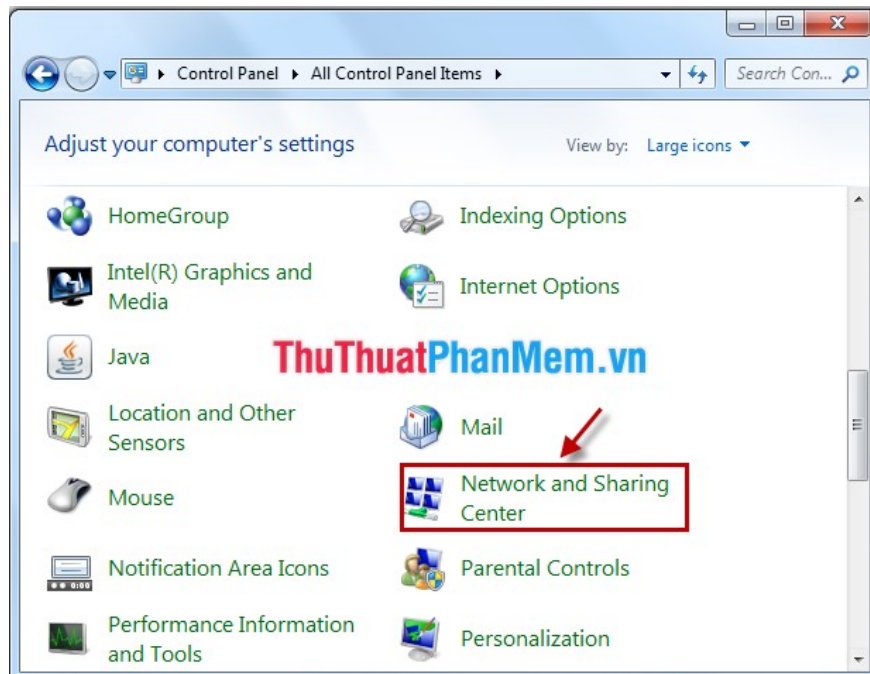 Control Panel
All Control Panel Items
Search Con...
Adjust your computer's settings
View by: Large icons
HomeGroup
Indexing Options
Intel(R) Graphics and
Media
Internet Options
Java
ThuThuatPhanMem.vn
Location and Other
Sensors
Mail
Mouse
Network and Sharing
Center
Notification Area Icons
Parental Controls
Performance Information
and Tools
Personalization